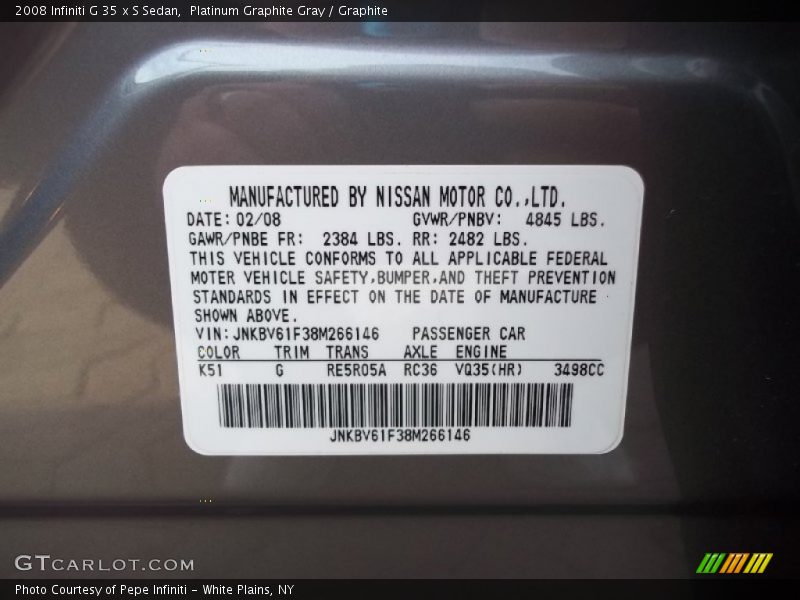 2008 Infiniti G 35 x S Sedan,  Platinum Graphite Gray / Graphite
MANUFACTURED BY NISSAN MOTOR CO.,LTD.
DATE: 02/08 GVWR/PNBV: 4845 LBS.
GAWR/PNBE FR: 2384 LBS. RR: 2482 LBS.
THIS VEHICLE CONFORMS TO ALL APPLICABLE FEDERAL
MOTOR VEHICLE SAFETY,BUMPER,AND THEFT PREVENTION
STANDARDS IN EFFECT ON THE DATE OF MANUFACTURE
SHOWN ABOVE.
VIN: JNKBV61F38M266146 PASSENGER CAR
COLOR TRIM TRANS AXLE ENGINE
K51 G RE5R05A RC36 VQ35(HR) 3498CC
JNKBV61F38M266146
GTCARLOT.COM
Photo Courtesy of Pepe Infiniti - White Plains, NY